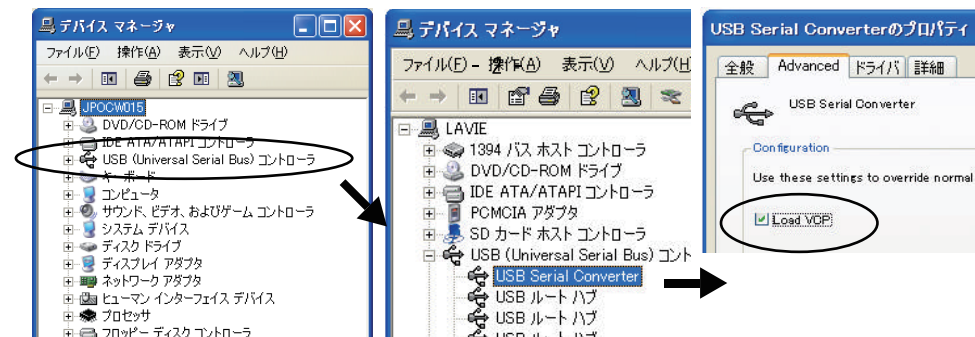 デバイス マネージャ
ファイル(F) 操作(A) 表示(V) ヘルプ(H)
JPOCW015
DVD/CD-ROM ドライブ
IDE ATA/ATAPI コントローラ
USB (Universal Serial Bus) コントローラ
キーボード
コンピュータ
サウンド、ビデオ、およびゲーム コントローラ
システム デバイス
ディスク ドライブ
ディスプレイ アダプタ
ネットワーク アダプタ
ヒューマン インターフェイス デバイス
プロセッサ
フロッピー ディスク コントローラ
デバイス マネージャ
ファイル(F) 操作(A) 表示(V) ヘルプ(H
LAVIE
1394 バス ホスト コントローラ
DVD/CD-ROM ドライブ
IDE ATA/ATAPI コントローラ
PCMCIA アダプタ
SD カード ホスト コントローラ
USB (Universal Serial Bus) コント
USB Serial Converter
USB ルート ハブ
USB ルート ハブ
USB ルート ハブ
USB Serial Converterのプロパティ
全般 Advanced ドライバ 詳細
USB Serial Converter
Configuration
Use these settings to override normal
Load VCP